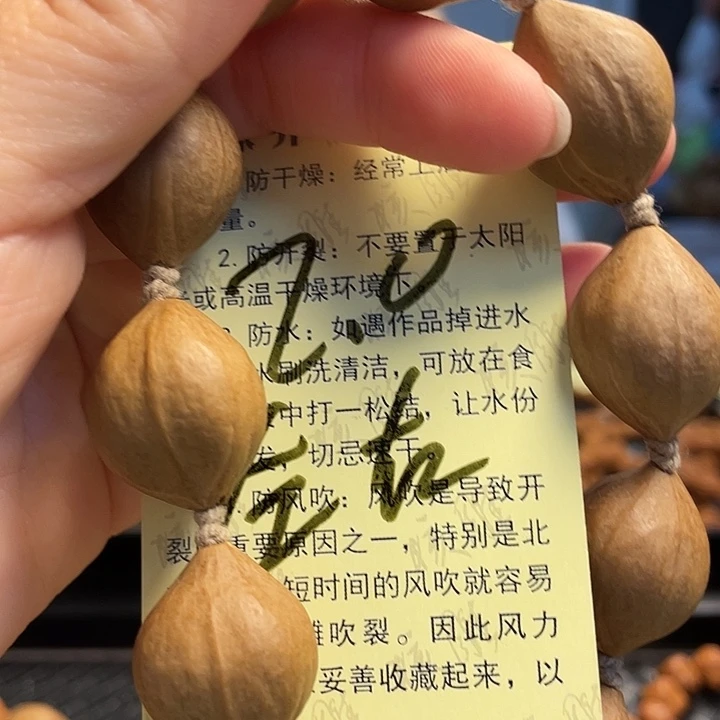 防干燥：经常上
量。
2. 防开裂：不要置于太阳
或高温干燥环境下。
防水：如遇作品掉进水
水刷洗清洁，可放在食
中打一松结，让水份
发，切忌速干。
防风吹：风吹是导致开
裂 重要原因之一，特别是北
短时间的风吹就容易
吹裂。因此风力
妥善收藏起来，以
2.0
左右